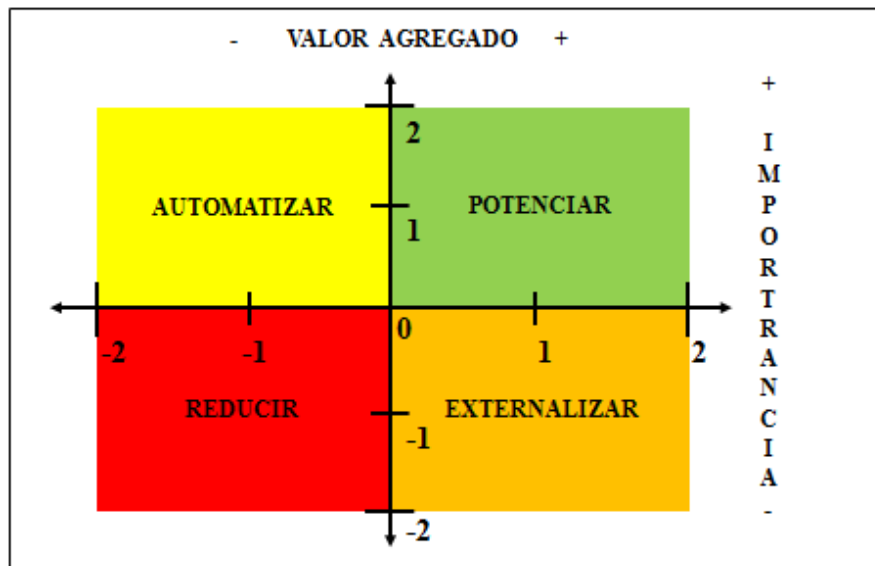 - VALOR AGREGADO +
2
AUTOMATIZAR
POTENCIAR
1
-2
-1
0
1
2
REDUCIR
EXTERNALIZAR
-1
-2
+
I
M
P
O
R
T
R
A
N
C
I
A
-